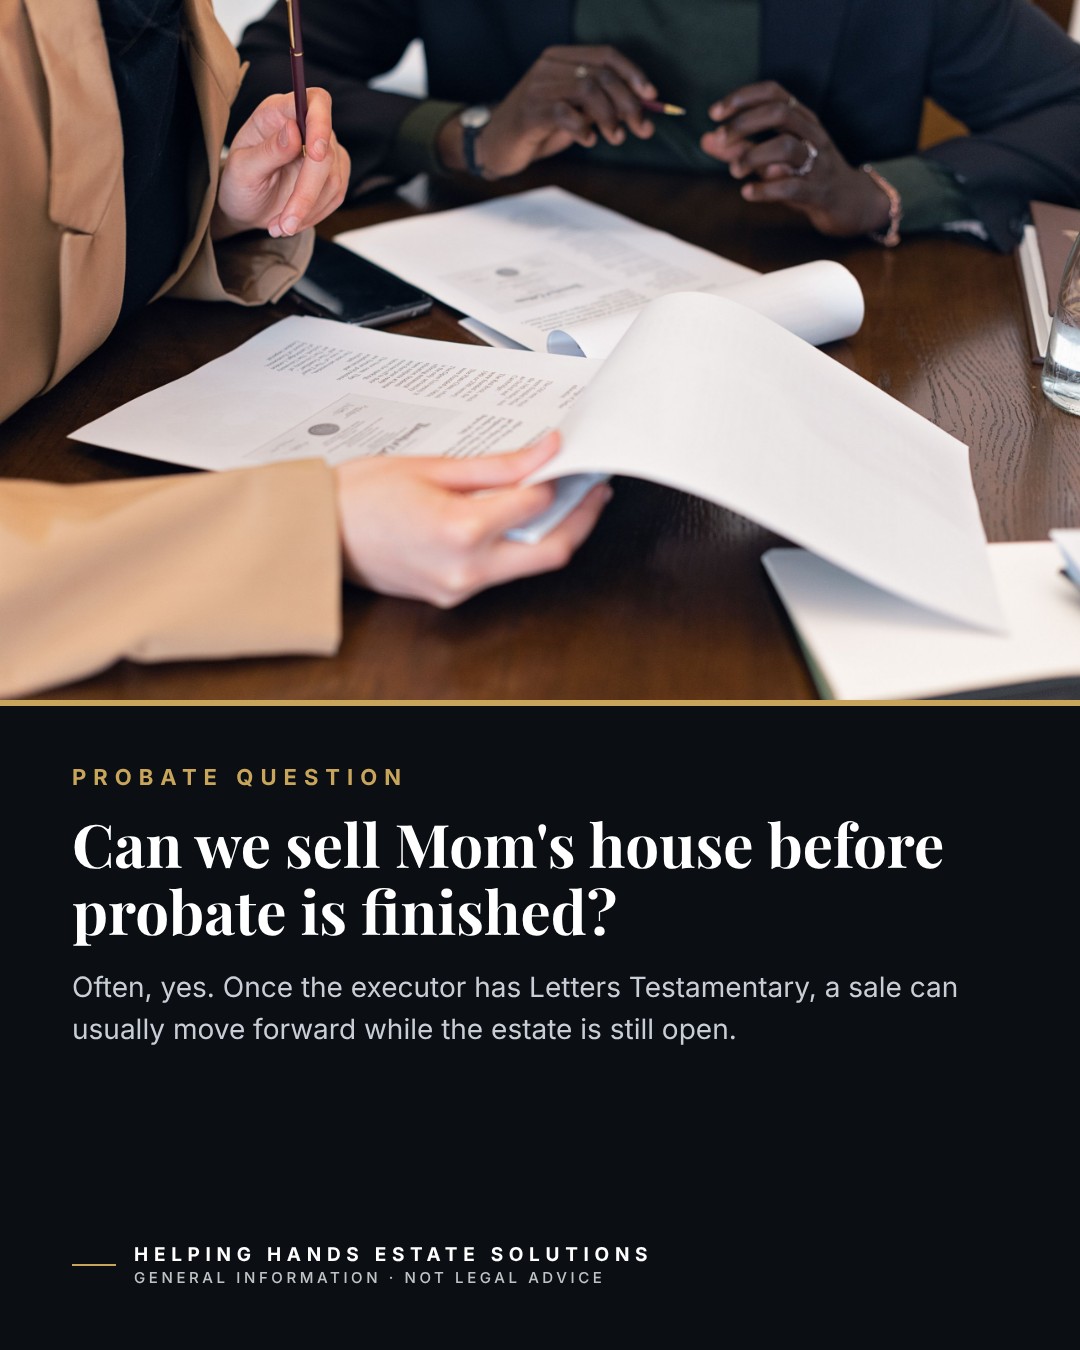 PROBATE QUESTION
Can we sell Mom's house before
probate is finished?
Often, yes. Once the executor has Letters Testamentary, a sale can
usually move forward while the estate is still open.
HELPING HANDS ESTATE SOLUTIONS
GENERAL INFORMATION · NOT LEGAL ADVICE